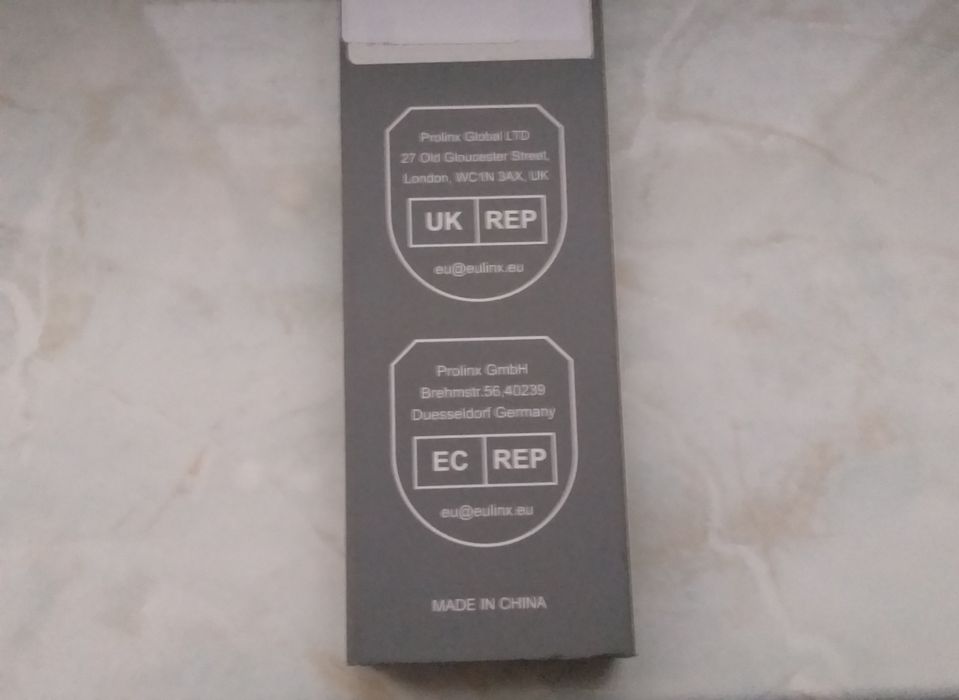 Prolinx Global LTD
27 Old Gloucester Street,
London, WC1N 3AX, UK
UK REP
eu@eulinx.eu
Prolinx GmbH
Brehmstr.56,40239
Duesseldorf Germany
EC REP
eu@eulinx.eu
MADE IN CHINA